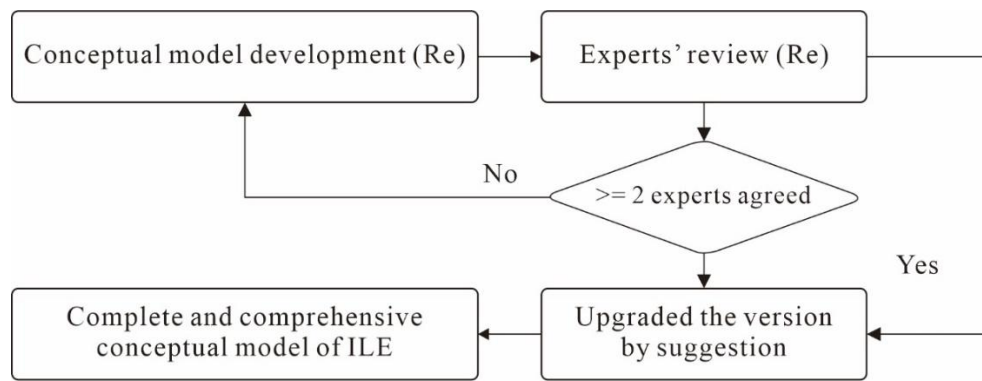 Conceptual model development (Re)
Experts’ review (Re)
No
>= 2 experts agreed
Yes
Complete and comprehensive
conceptual model of ILE
Upgraded the version
by suggestion